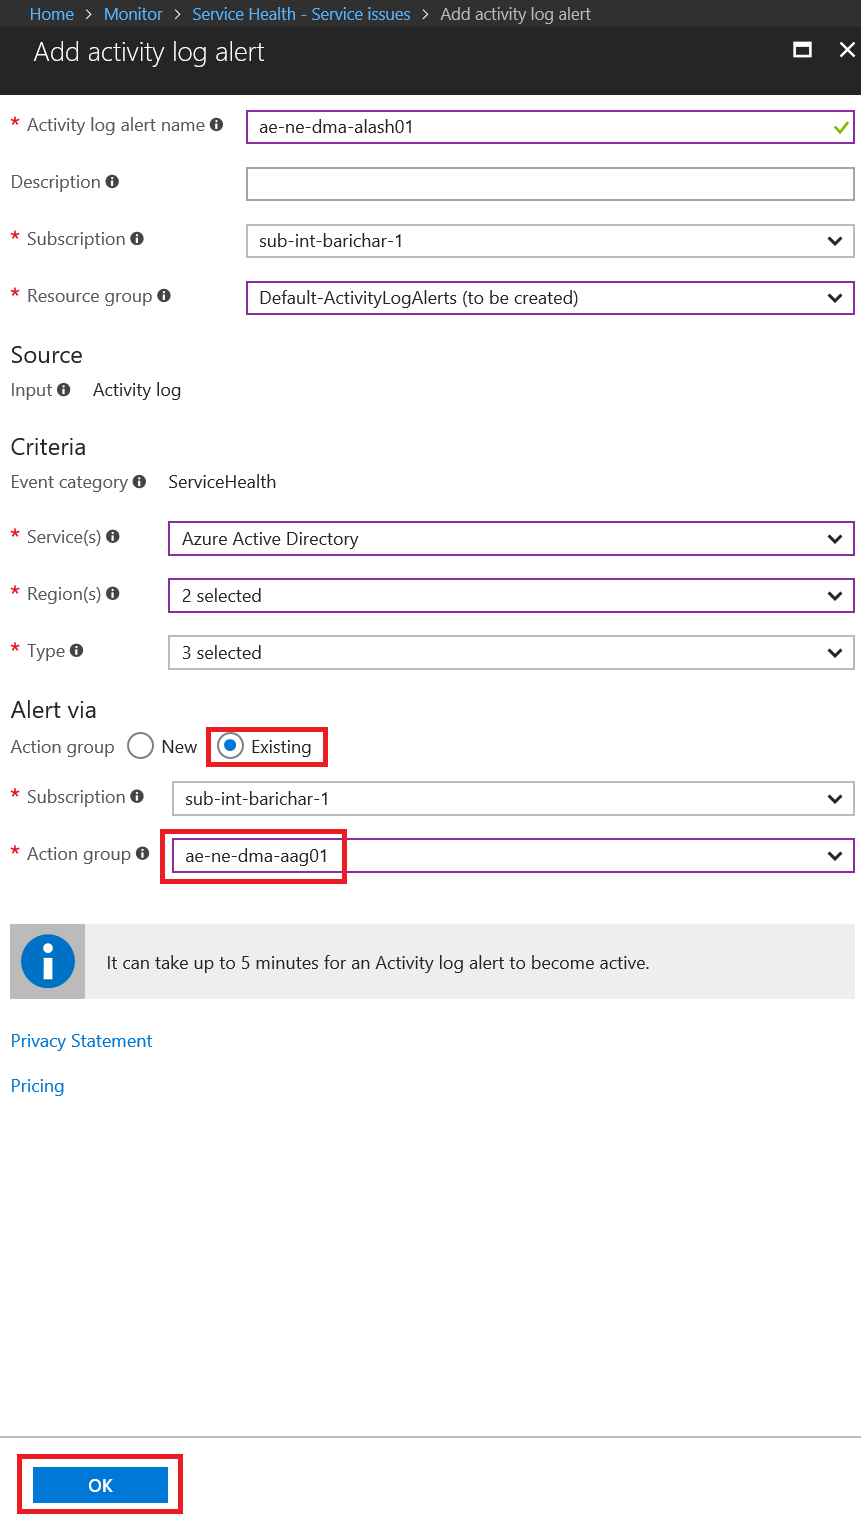 Home > Monitor > Service Health - Service issues > Add activity log alert
Add activity log alert
* Activity log alert name ae-ne-dma-alash01
Description
* Subscription sub-int-barichar-1
* Resource group Default-ActivityLogAlerts (to be created)
Source
Input Activity log
Criteria
Event category ServiceHealth
* Service(s) Azure Active Directory
* Region(s) 2 selected
* Type 3 selected
Alert via
Action group New Existing
* Subscription sub-int-barichar-1
* Action group ae-ne-dma-aag01
It can take up to 5 minutes for an Activity log alert to become active.
Privacy Statement
Pricing
OK